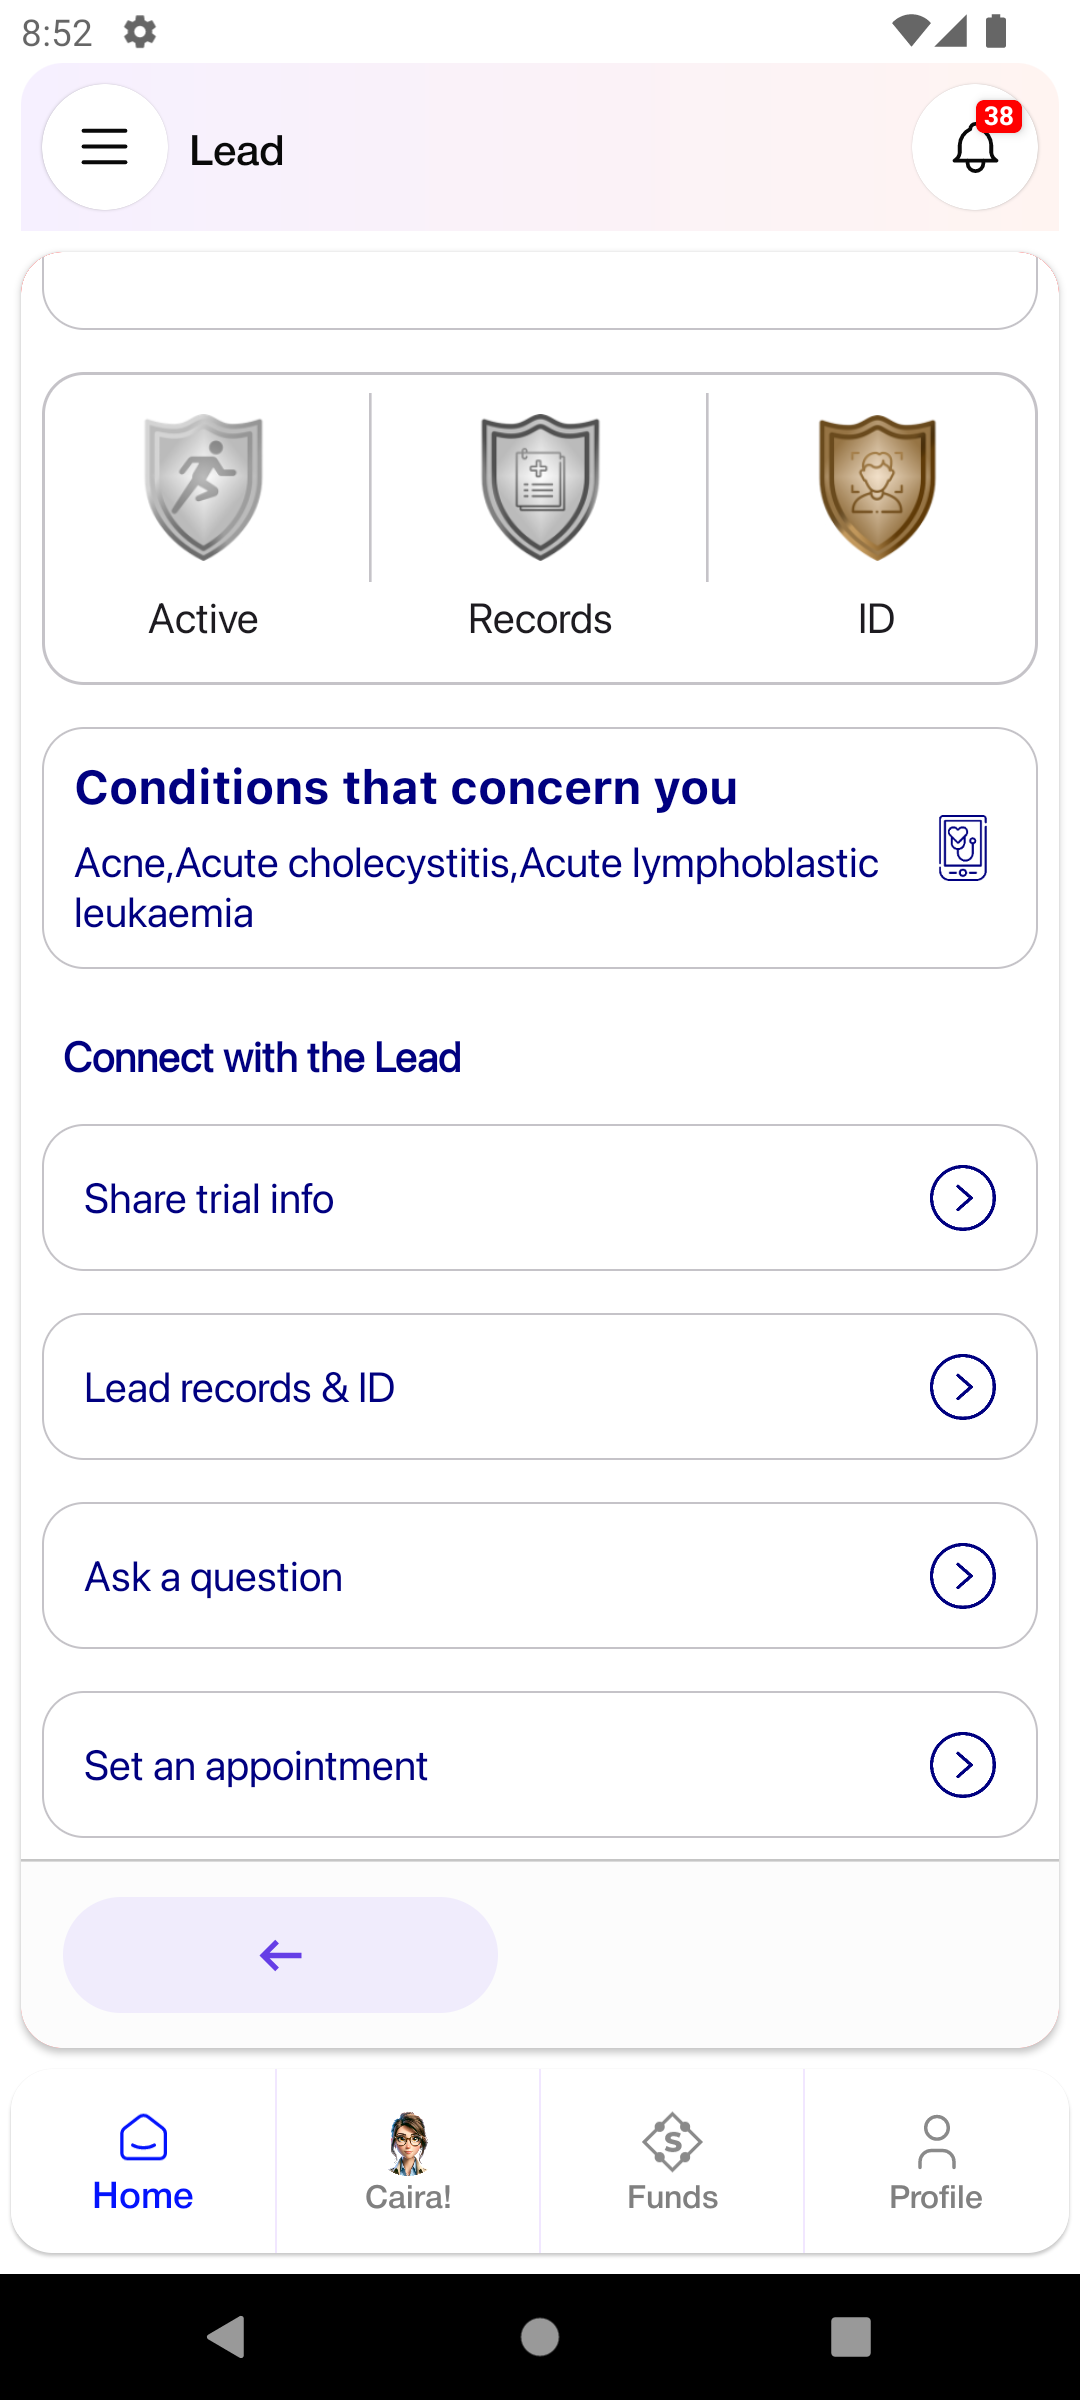 8:52
Lead
38
Active
Records
ID
Conditions that concern you
Acne,Acute cholecystitis,Acute lymphoblastic
leukaemia
Connect with the Lead
Share trial info
Lead records & ID
Ask a question
Set an appointment
Home
Caira!
Funds
Profile